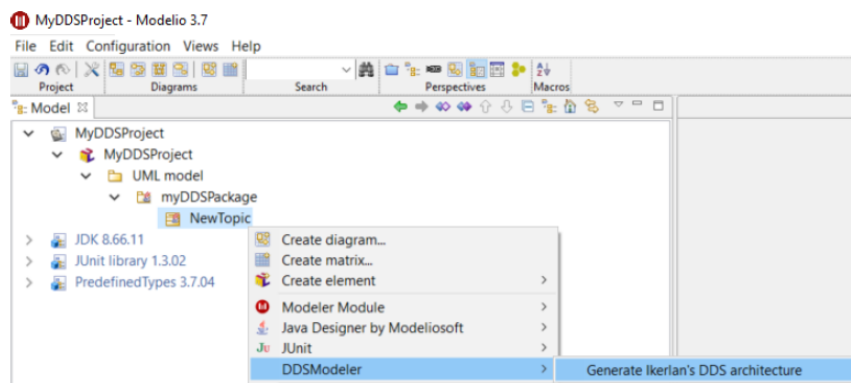 MyDDSProject - Modelio 3.7
File Edit Configuration Views Help
Project Diagrams Search Perspectives Macros
Model
MyDDSProject
MyDDSProject
UML model
myDDSPackage
NewTopic
JDK 8.66.11
JUnit library 1.3.02
PredefinedTypes 3.7.04
Create diagram...
Create matrix...
Create element
Modeler Module
Java Designer by Modeliosoft
JUnit
DDSModeler
Generate Ikerlan's DDS architecture